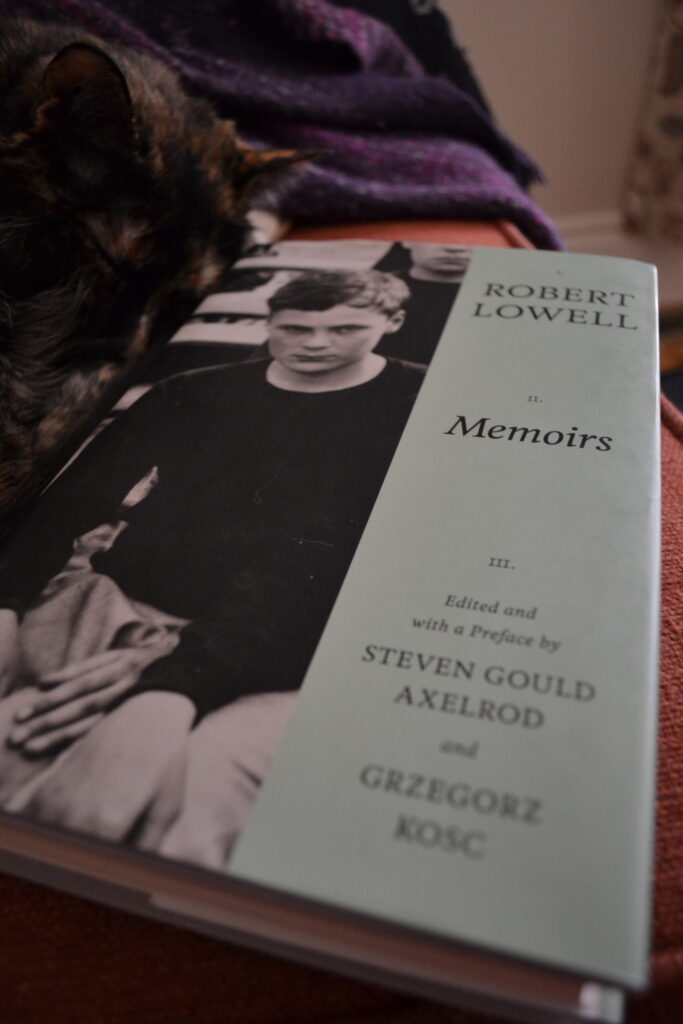 ROBERT
LOWELL
II.
Memoirs
III.
Edited and
with a Preface by
STEVEN GOULD
AXELROD
and
GRZEGORZ
KOSC